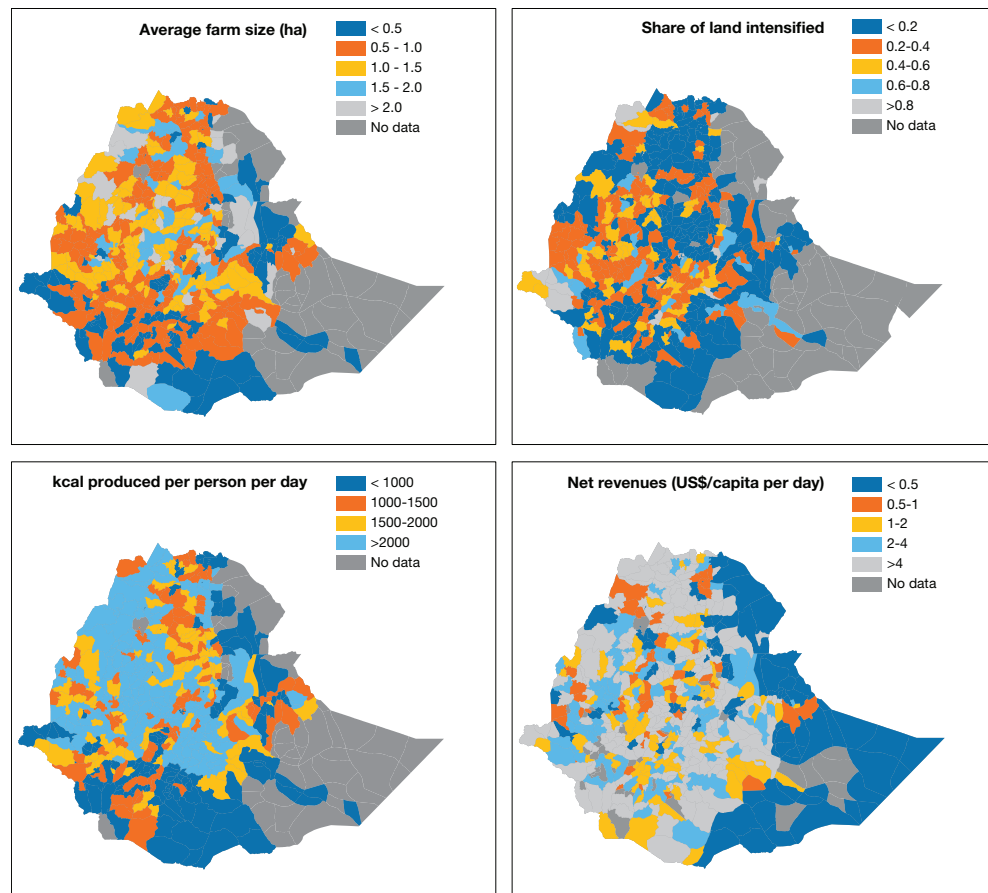 Average farm size (ha)
< 0.5
0.5 - 1.0
1.0 - 1.5
1.5 - 2.0
> 2.0
No data
Share of land intensified
< 0.2
0.2-0.4
0.4-0.6
0.6-0.8
>0.8
No data
kcal produced per person per day
< 1000
1000-1500
1500-2000
>2000
No data
Net revenues (US$/capita per day)
< 0.5
0.5-1
1-2
2-4
>4
No data